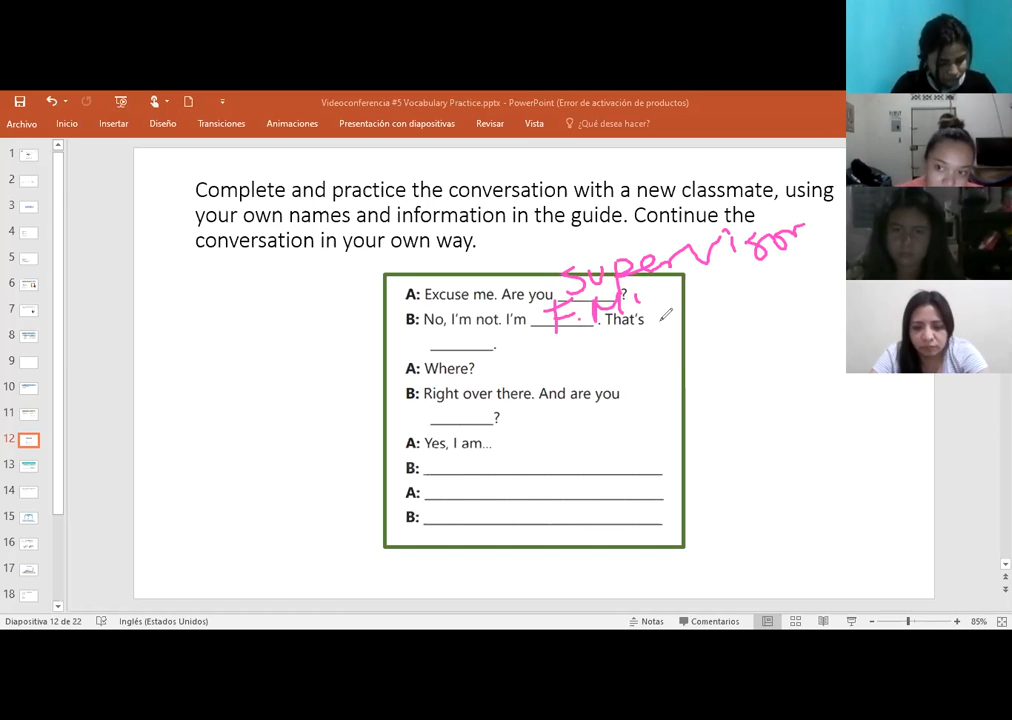 Videoconferencia #5 Vocabulary Practice.pptx - PowerPoint (Error de activación de productos)
Archivo Inicio Insertar Diseño Transiciones Animaciones Presentación con diapositivas Revisar Vista ¿Qué desea hacer?
1
2
3
4
5
6
7
8
9
10
11
12
13
14
15
16
17
18
Complete and practice the conversation with a new classmate, using
your own names and information in the guide. Continue the
conversation in your own way.
supervisor
A: Excuse me. Are you ________?
F.M.
B: No, I'm not. I'm ________. That's
________.
A: Where?
B: Right over there. And are you
________?
A: Yes, I am...
B: ______________________________
A: ______________________________
B: ______________________________
Diapositiva 12 de 22 Inglés (Estados Unidos) Notas Comentarios 85%